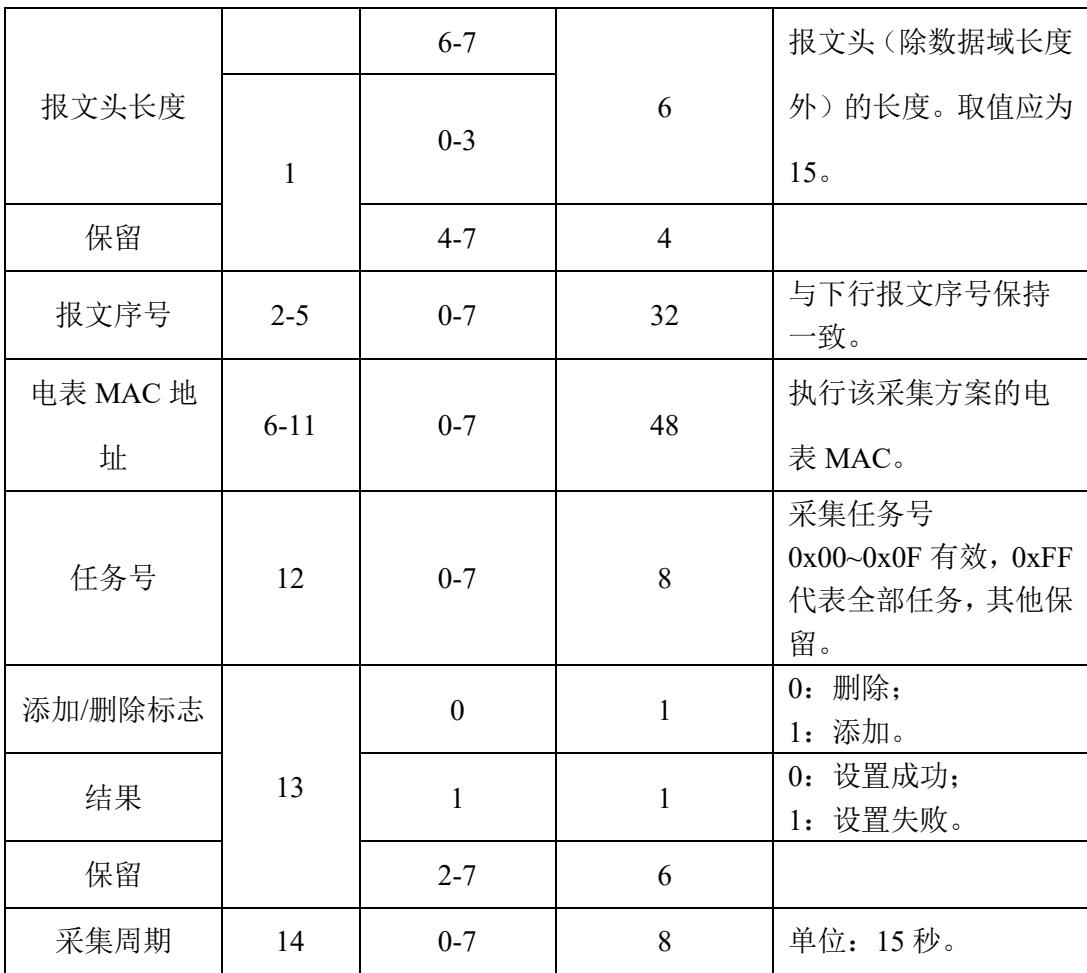 报文头长度
6-7
6
报文头（除数据域长度
外）的长度。取值应为
15。
1
0-3
保留
4-7
4
报文序号
2-5
0-7
32
与下行报文序号保持
一致。
电表 MAC 地
址
6-11
0-7
48
执行该采集方案的电
表 MAC。
任务号
12
0-7
8
采集任务号
0x00~0x0F 有效，0xFF
代表全部任务，其他保
留。
添加/删除标志
13
0
1
0：删除；
1：添加。
结果
1
1
0：设置成功；
1：设置失败。
保留
2-7
6
采集周期
14
0-7
8
单位：15 秒。